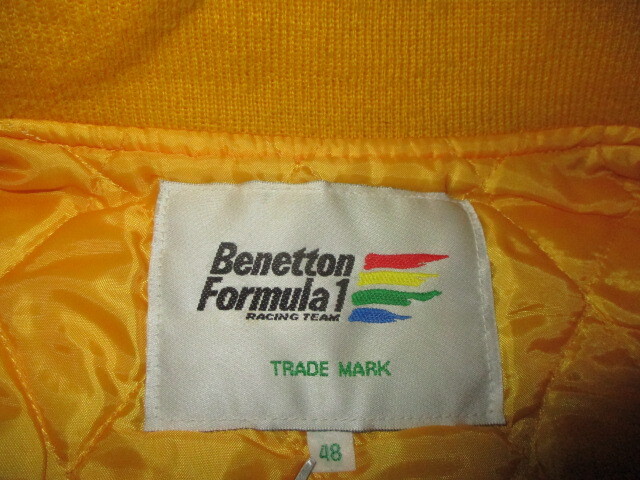 Benetton
Formula 1
RACING TEAM
TRADE MARK
48